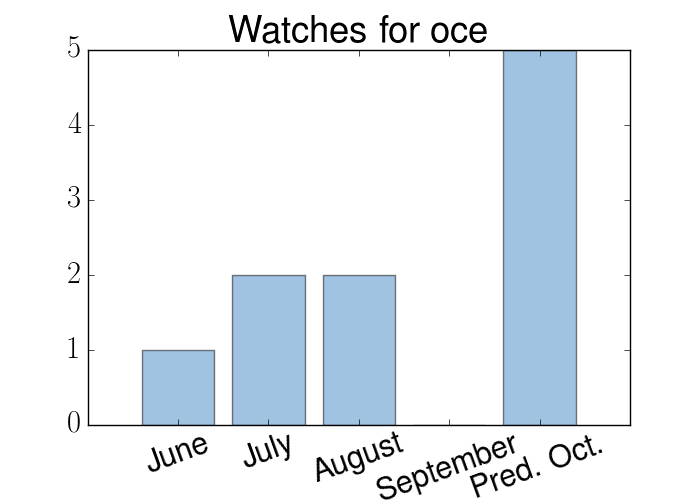 Watches for oce
5
4
3
2
1
0
June
July
August
September
Pred. Oct.